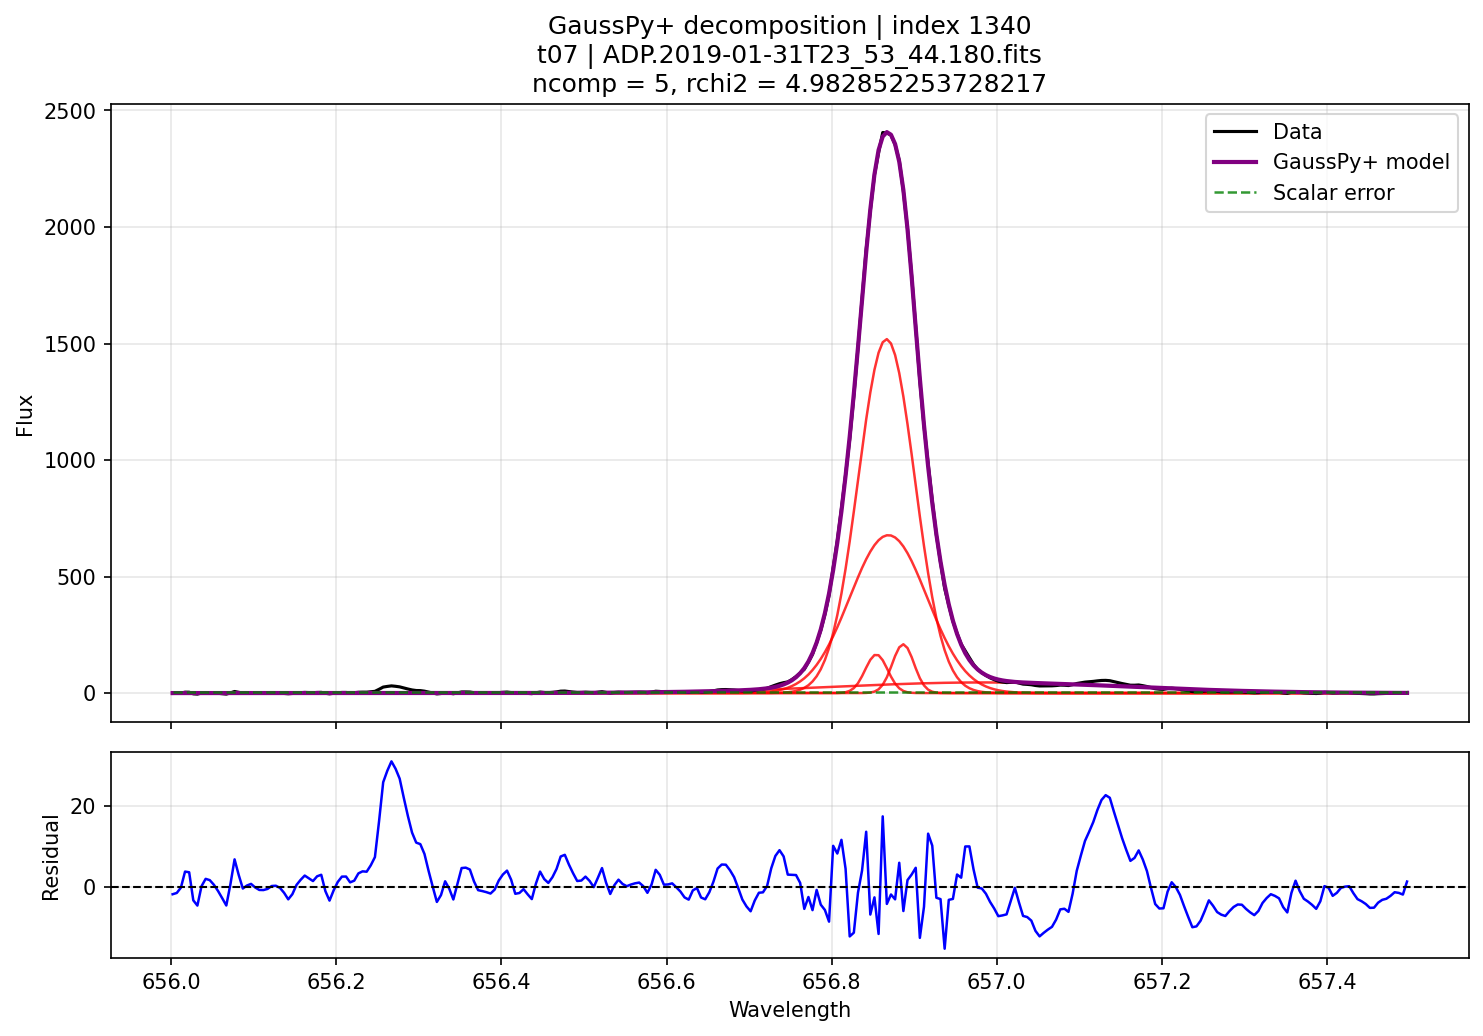 GaussPy+ decomposition | index 1340
t07 | ADP.2019-01-31T23_53_44.180.fits
ncomp = 5, rchi2 = 4.982852253728217
2500
2000
1500
1000
500
0
Flux
Data
GaussPy+ model
Scalar error
20
0
Residual
656.0 656.2 656.4 656.6 656.8 657.0 657.2 657.4
Wavelength